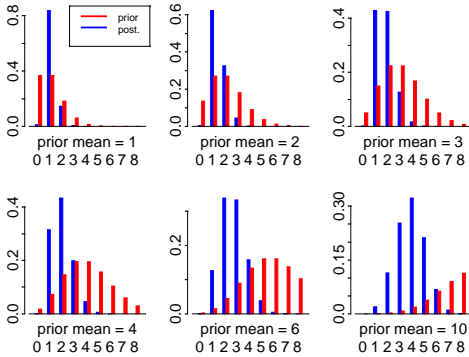 0.8
0.4
0.0
prior
post.
prior mean = 1
0 1 2 3 4 5 6 7 8
0.6
0.4
0.2
0.0
prior mean = 2
0 1 2 3 4 5 6 7 8
0.4
0.2
0.0
prior mean = 3
0 1 2 3 4 5 6 7 8
0.4
0.2
0.0
prior mean = 4
0 1 2 3 4 5 6 7 8
0.2
0.0
prior mean = 6
0 1 2 3 4 5 6 7 8
0.30
0.15
0.00
prior mean = 10
0 1 2 3 4 5 6 7 8